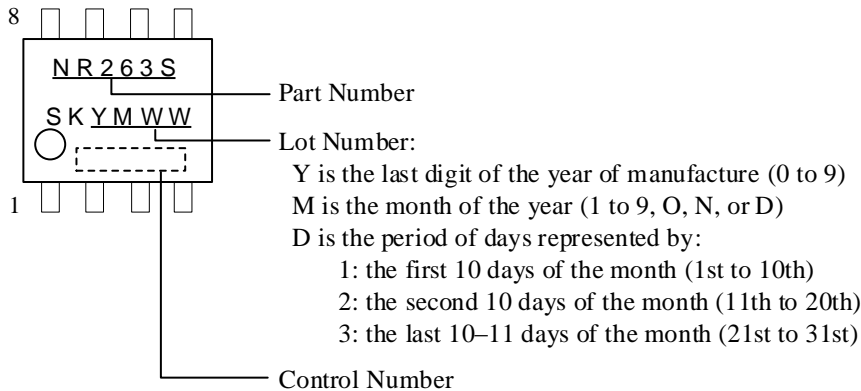 8
NR263S
Part Number
SKYMWW
Lot Number:
Y is the last digit of the year of manufacture (0 to 9)
M is the month of the year (1 to 9, O, N, or D)
1
D is the period of days represented by:
1: the first 10 days of the month (1st to 10th)
2: the second 10 days of the month (11th to 20th)
3: the last 10–11 days of the month (21st to 31st)
Control Number